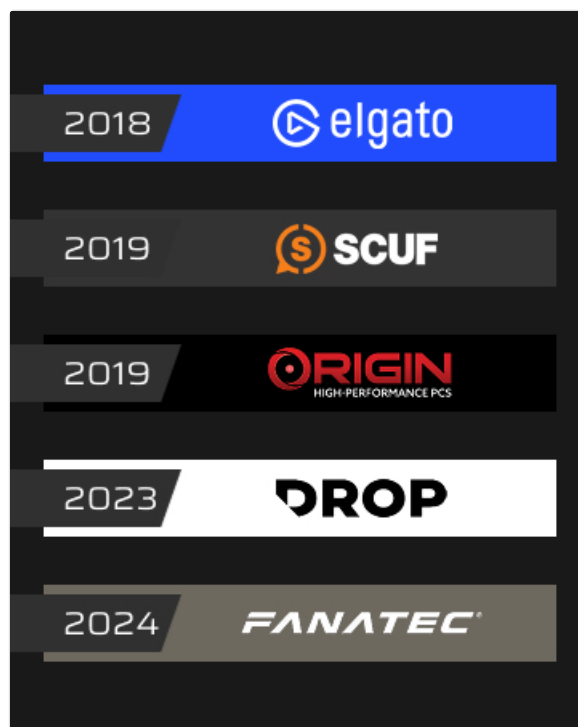 2018 elgato
2019 SCUF
2019 ORIGIN
HIGH-PERFORMANCE PCS
2023 DROP
2024 FANATEC